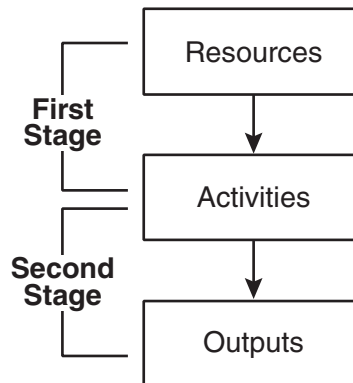 Resources
First
Stage
Activities
Second
Stage
Outputs